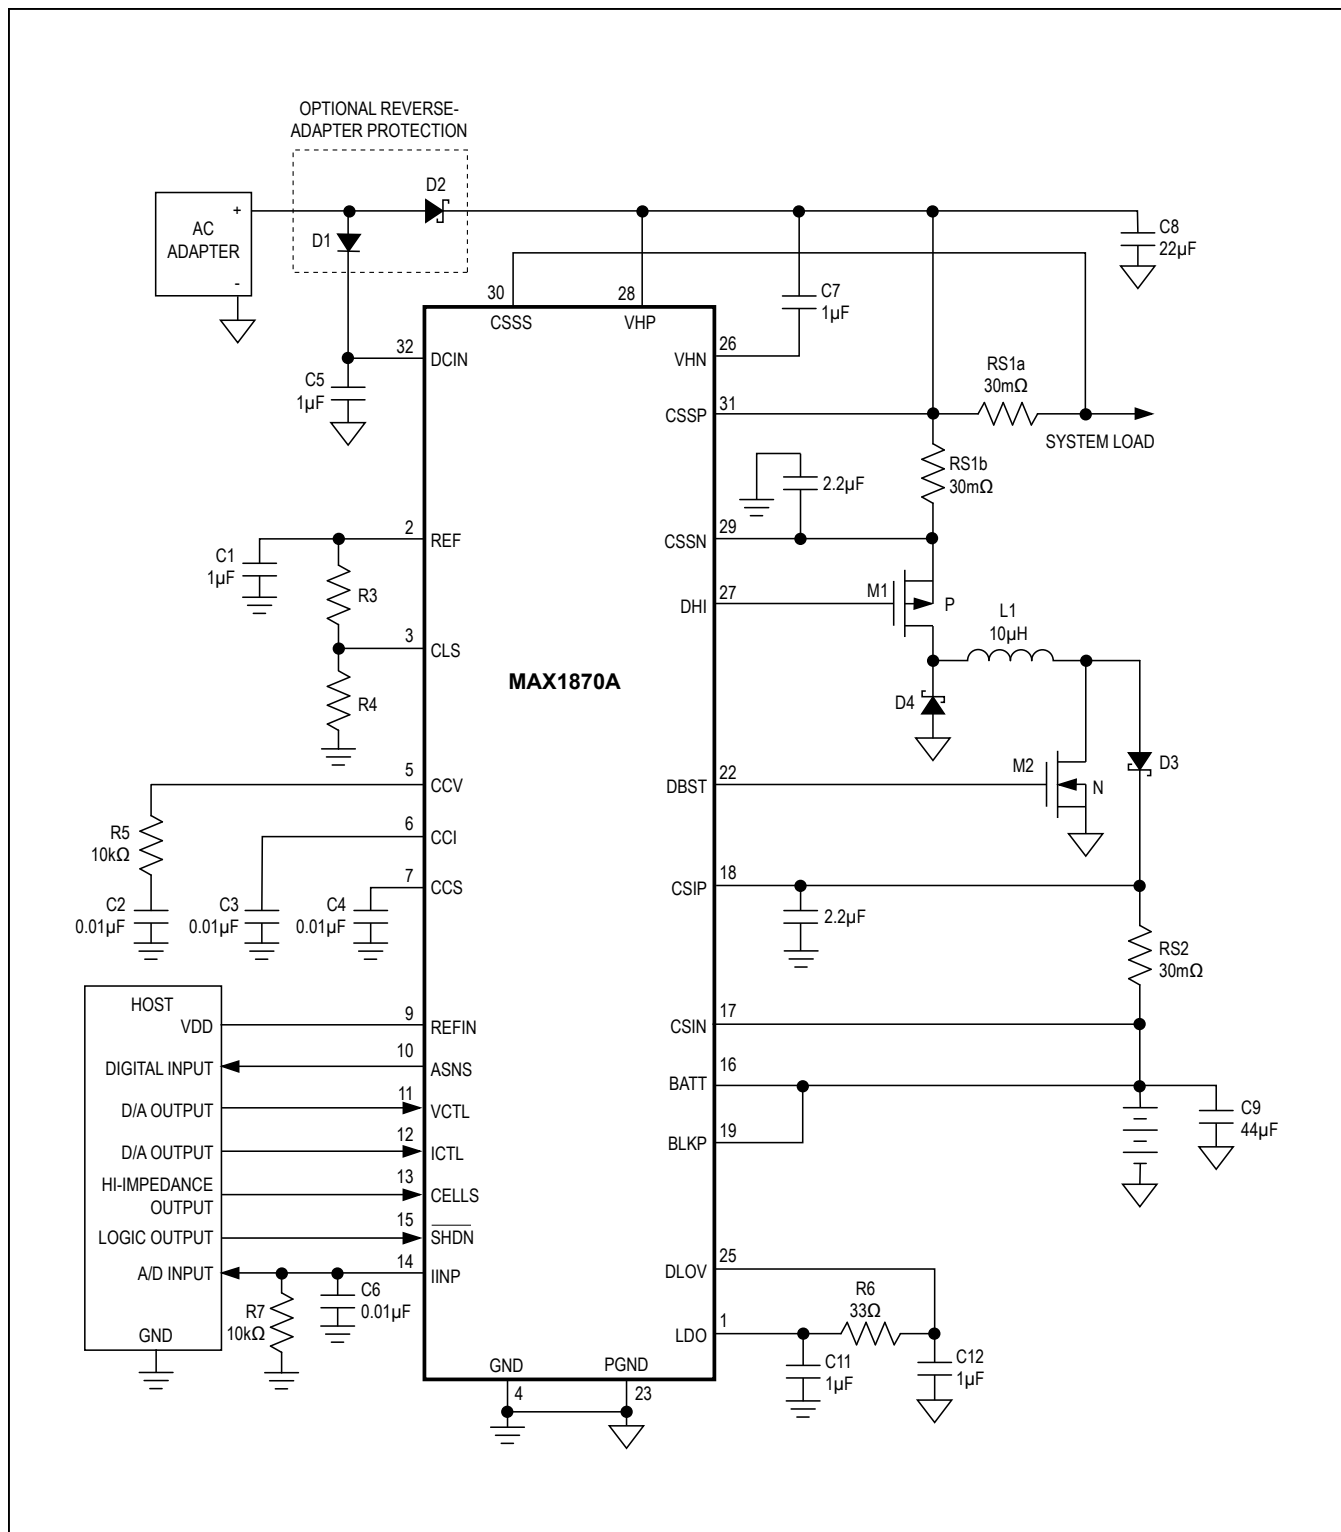 OPTIONAL REVERSE-
ADAPTER PROTECTION
D2
+
AC
ADAPTER
-
D1
C8
22µF
30
28
CSSS
VHP
C7
1µF
32
DCIN
26
VHN
C5
1µF
RS1a
30mΩ
31
CSSP
SYSTEM LOAD
RS1b
30mΩ
2.2µF
2
REF
29
CSSN
C1
1µF
R3
27
DHI
M1
P
L1
10µH
3
CLS
MAX1870A
R4
D4
5
CCV
22
DBST
M2
N
D3
6
CCI
R5
10kΩ
7
CCS
18
CSIP
C2
0.01µF
C3
0.01µF
C4
0.01µF
2.2µF
RS2
30mΩ
HOST
VDD
9
REFIN
17
CSIN
DIGITAL INPUT
10
ASNS
16
BATT
D/A OUTPUT
11
VCTL
C9
44µF
D/A OUTPUT
12
ICTL
19
BLKP
HI-IMPEDANCE
OUTPUT
13
CELLS
LOGIC OUTPUT
15
SHDN
A/D INPUT
14
IINP
25
DLOV
R7
10kΩ
C6
0.01µF
R6
33Ω
1
LDO
GND
C11
1µF
C12
1µF
GND
PGND
4
23